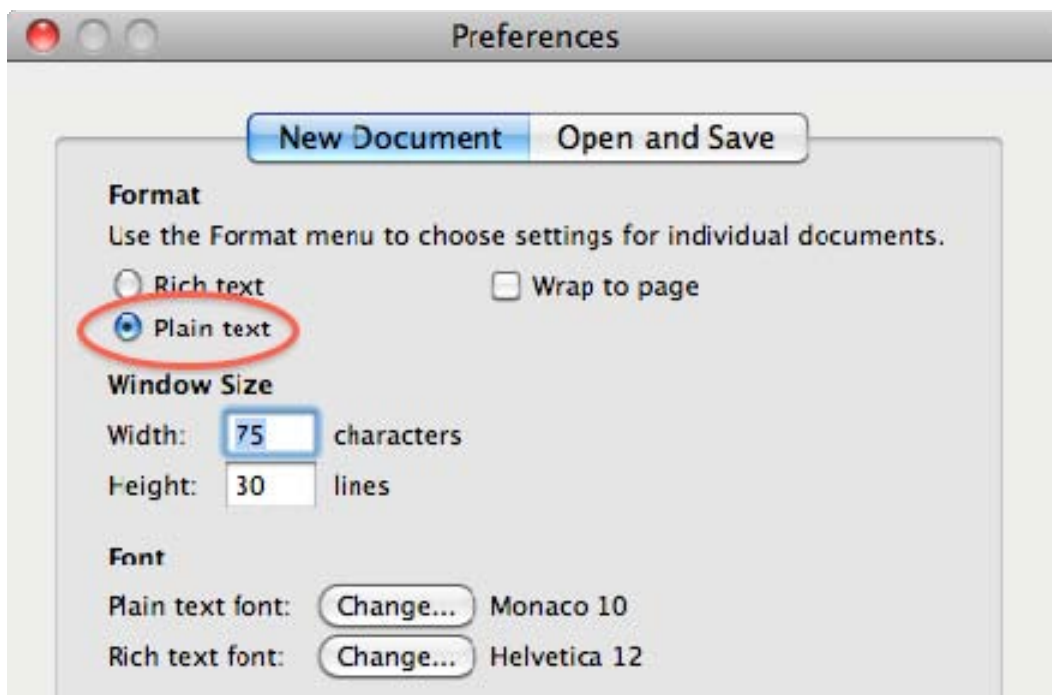 Preferences
New Document Open and Save
Format
Use the Format menu to choose settings for individual documents.
Rich text Wrap to page
Plain text
Window Size
Width: 75 characters
Height: 30 lines
Font
Plain text font: Change... Monaco 10
Rich text font: Change... Helvetica 12